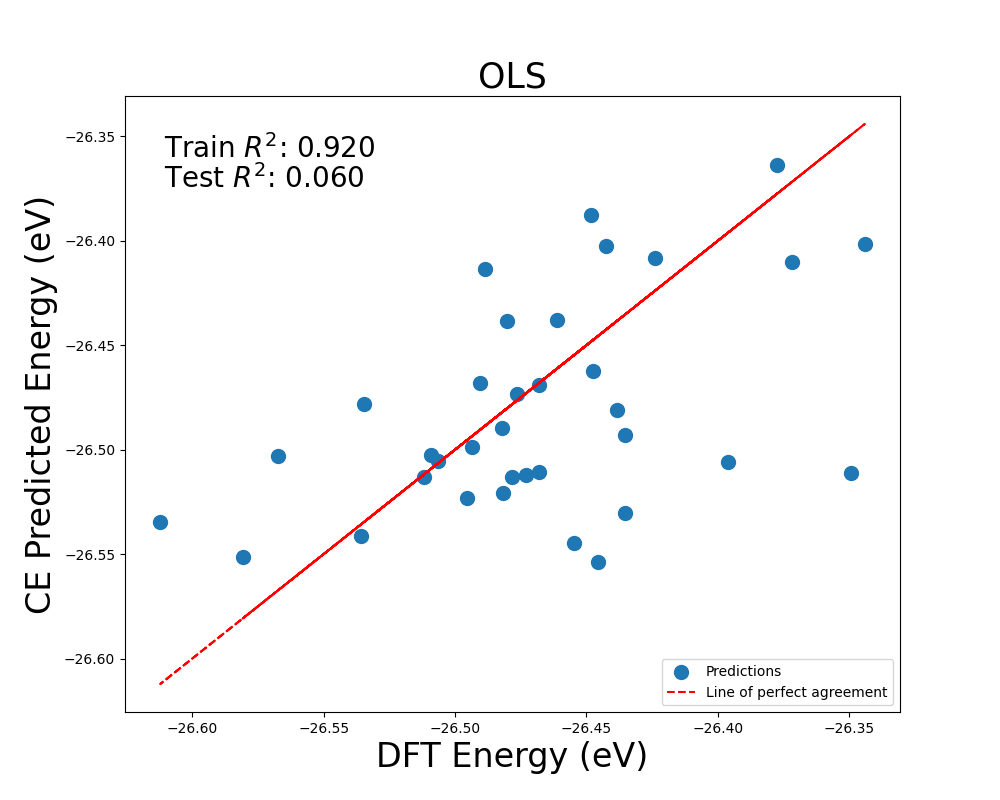 OLS
Train R²: 0.920
Test R²: 0.060
CE Predicted Energy (eV)
−26.35
−26.40
−26.45
−26.50
−26.55
−26.60
Predictions
Line of perfect agreement
−26.60 −26.55 −26.50 −26.45 −26.40 −26.35
DFT Energy (eV)